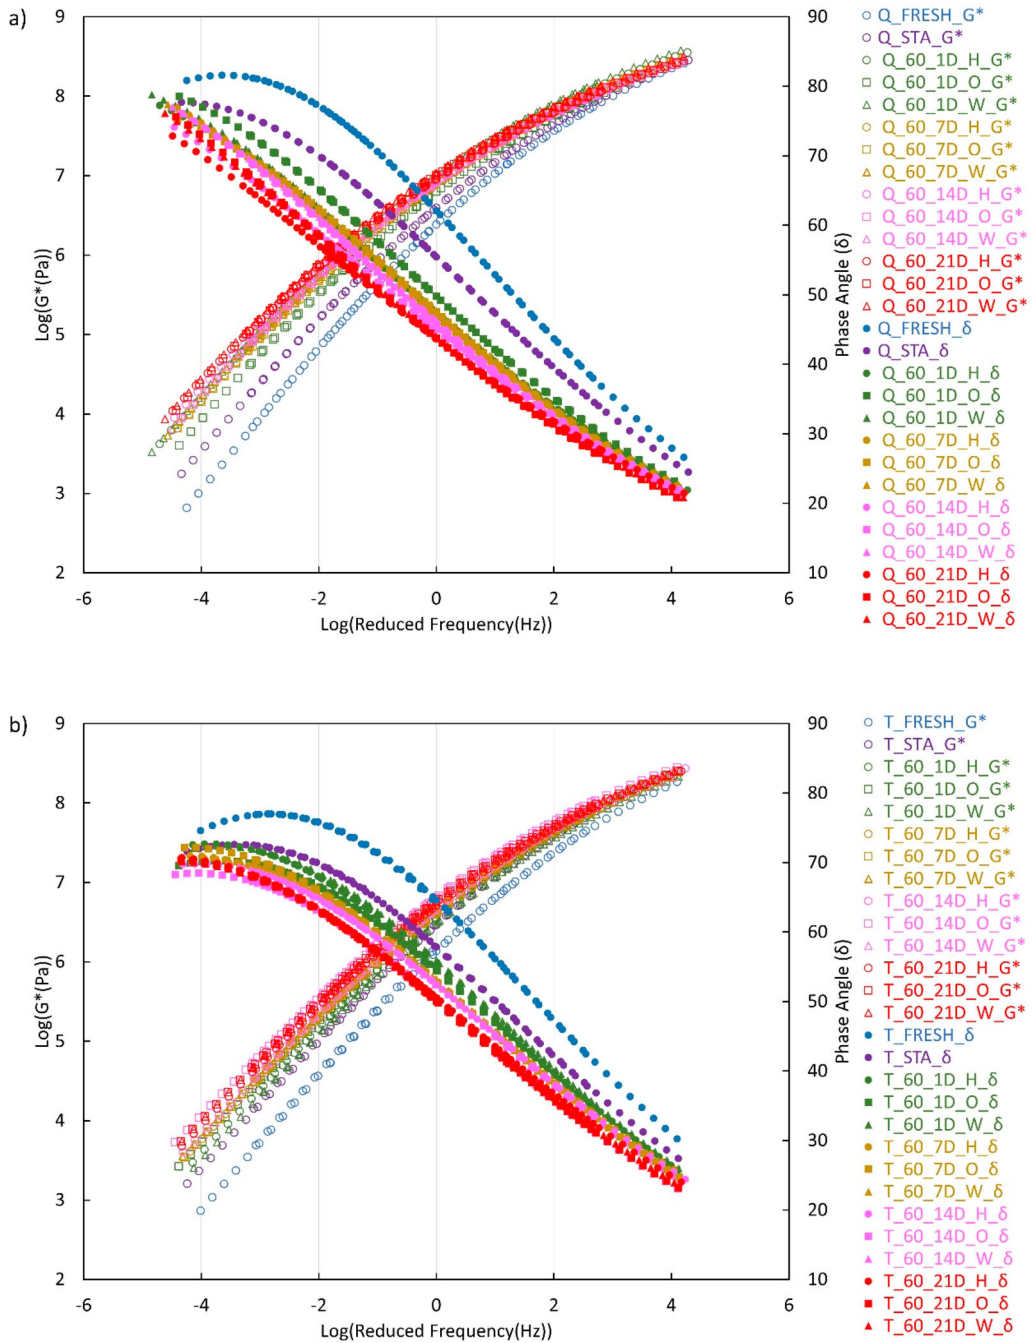 a)
9
8
7
6
5
4
3
2
Log(G*(Pa))
-6
-4
-2
0
2
4
6
Log(Reduced Frequency(Hz))
90
80
70
60
50
40
30
20
10
Phase Angle (δ)
Q_FRESH_G*
Q_STA_G*
Q_60_1D_H_G*
Q_60_1D_O_G*
Q_60_1D_W_G*
Q_60_7D_H_G*
Q_60_7D_O_G*
Q_60_7D_W_G*
Q_60_14D_H_G*
Q_60_14D_O_G*
Q_60_14D_W_G*
Q_60_21D_H_G*
Q_60_21D_O_G*
Q_60_21D_W_G*
Q_FRESH_δ
Q_STA_δ
Q_60_1D_H_δ
Q_60_1D_O_δ
Q_60_1D_W_δ
Q_60_7D_H_δ
Q_60_7D_O_δ
Q_60_7D_W_δ
Q_60_14D_H_δ
Q_60_14D_O_δ
Q_60_14D_W_δ
Q_60_21D_H_δ
Q_60_21D_O_δ
Q_60_21D_W_δ
b)
9
8
7
6
5
4
3
2
Log(G*(Pa))
-6
-4
-2
0
2
4
6
Log(Reduced Frequency(Hz))
90
80
70
60
50
40
30
20
10
Phase Angle (δ)
T_FRESH_G*
T_STA_G*
T_60_1D_H_G*
T_60_1D_O_G*
T_60_1D_W_G*
T_60_7D_H_G*
T_60_7D_O_G*
T_60_7D_W_G*
T_60_14D_H_G*
T_60_14D_O_G*
T_60_14D_W_G*
T_60_21D_H_G*
T_60_21D_O_G*
T_60_21D_W_G*
T_FRESH_δ
T_STA_δ
T_60_1D_H_δ
T_60_1D_O_δ
T_60_1D_W_δ
T_60_7D_H_δ
T_60_7D_O_δ
T_60_7D_W_δ
T_60_14D_H_δ
T_60_14D_O_δ
T_60_14D_W_δ
T_60_21D_H_δ
T_60_21D_O_δ
T_60_21D_W_δ